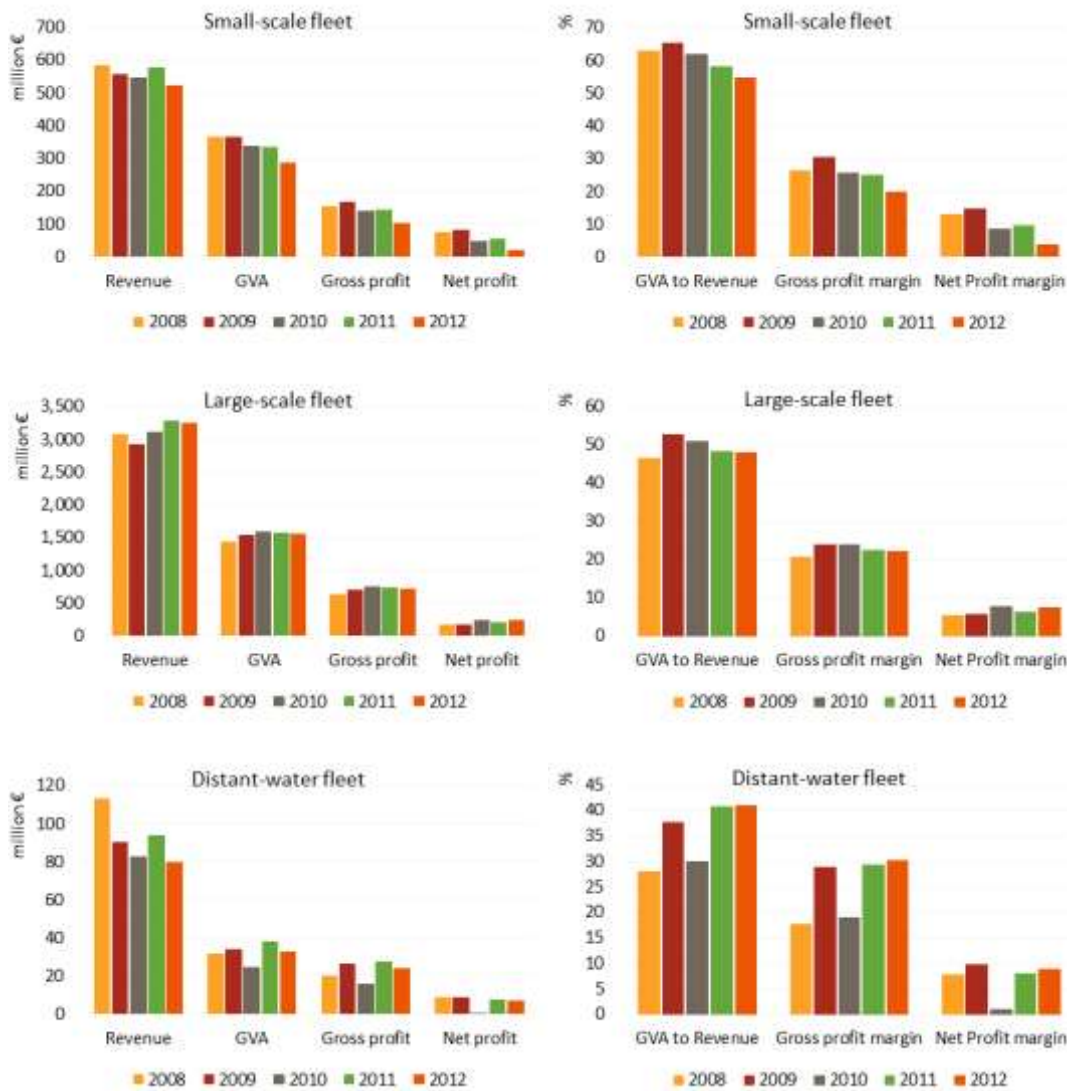 Small-scale fleet
million €
700
600
500
400
300
200
100
0
Revenue GVA Gross profit Net profit
2008 2009 2010 2011 2012
Small-scale fleet
%
70
60
50
40
30
20
10
0
GVA to Revenue Gross profit margin Net Profit margin
2008 2009 2010 2011 2012
Large-scale fleet
million €
3,500
3,000
2,500
2,000
1,500
1,000
500
0
Revenue GVA Gross profit Net profit
2008 2009 2010 2011 2012
Large-scale fleet
%
60
50
40
30
20
10
0
GVA to Revenue Gross profit margin Net Profit margin
2008 2009 2010 2011 2012
Distant-water fleet
million €
120
100
80
60
40
20
0
Revenue GVA Gross profit Net profit
2008 2009 2010 2011 2012
Distant-water fleet
%
45
40
35
30
25
20
15
10
5
0
GVA to Revenue Gross profit margin Net Profit margin
2008 2009 2010 2011 2012